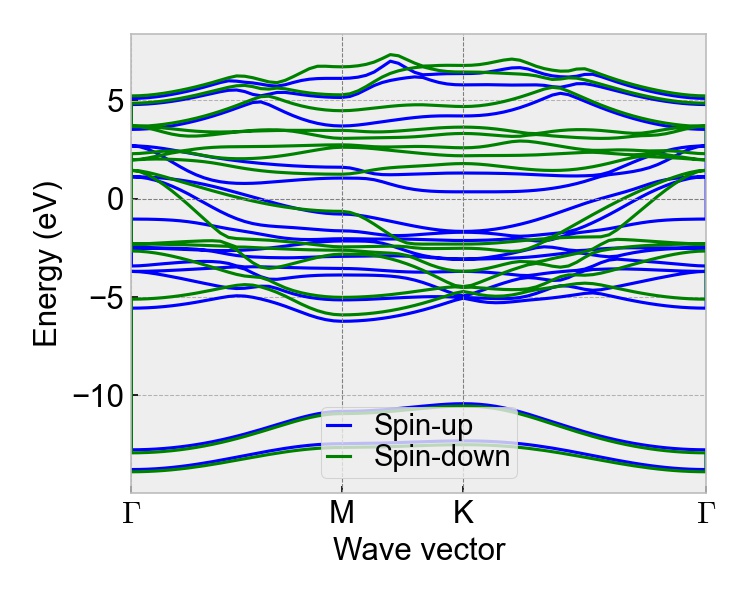 Energy (eV)
5
0
−5
−10
Spin-up
Spin-down
Γ M K Γ
Wave vector